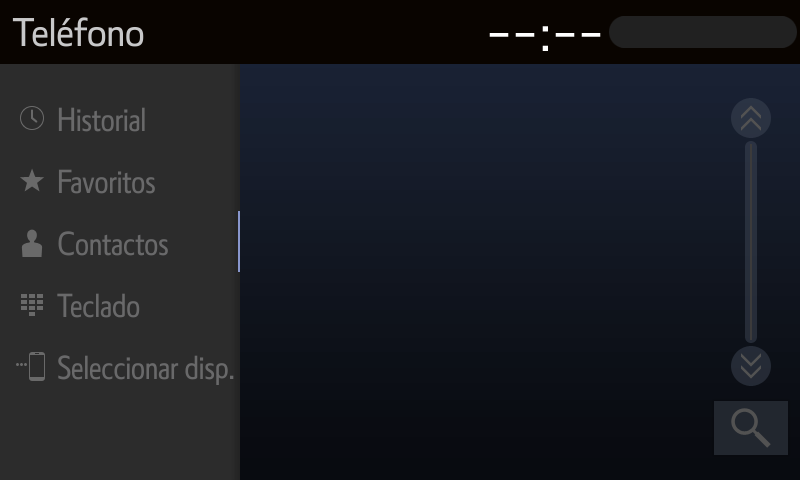 Teléfono
--:--
Historial
Favoritos
Contactos
Teclado
Seleccionar disp.